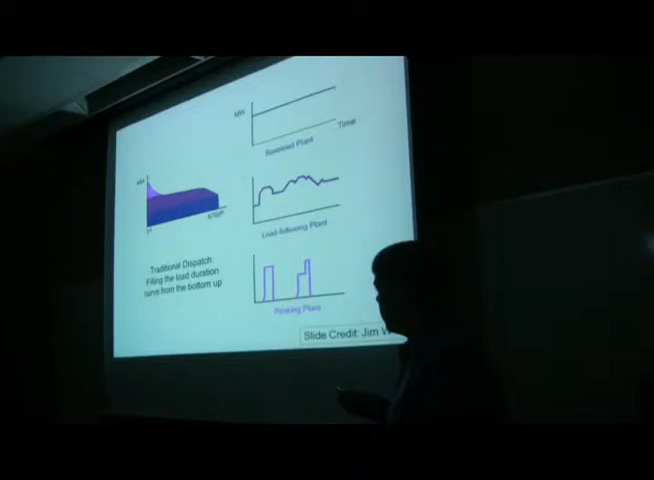 MW
Time
Baseload Plant
MW
8760th
Load-following Plant
Traditional Dispatch:
Filling the load duration
curve from the bottom up
Peaking Plant
Slide Credit: Jim